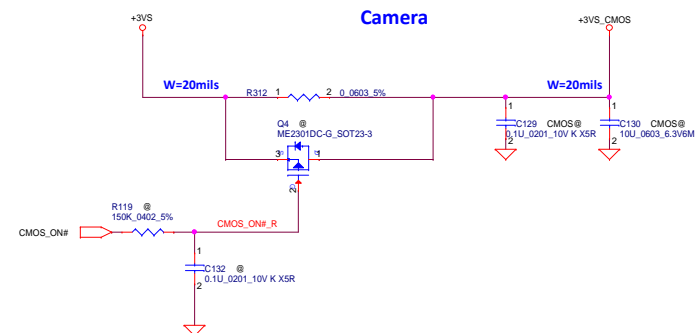 Camera
+3VS
+3VS_CMOS
W=20mils
R312 1 2 0_0603_5%
W=20mils
Q4 @
ME2301DC-G_SOT23-3
3 1
2
1
C129 CMOS@
0.1U_0201_10V K X5R
2
1
C130 CMOS@
10U_0603_6.3V6M
2
R119 @
150K_0402_5%
CMOS_ON#
CMOS_ON#_R
1
C132 @
0.1U_0201_10V K X5R
2